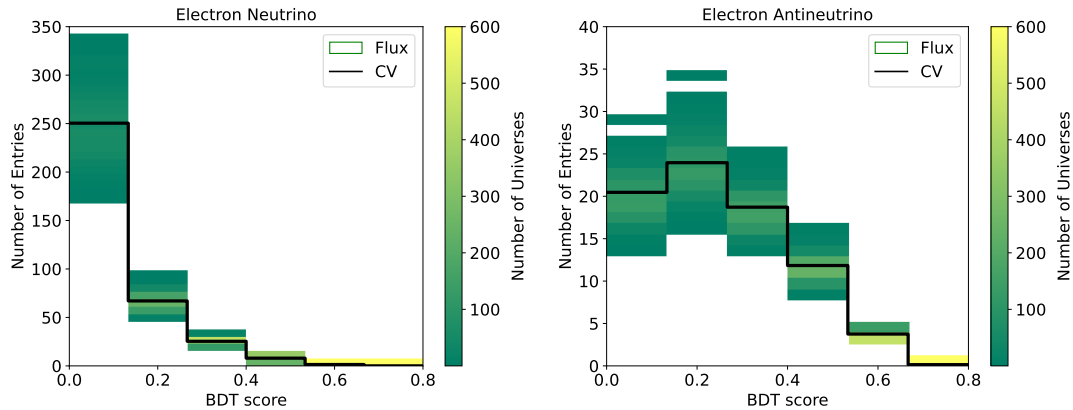 Electron Neutrino
Number of Entries
350
300
250
200
150
100
50
0
0.0 0.2 0.4 0.6 0.8
BDT score
Flux
CV
600
500
400
300
200
100
Number of Universes
Electron Antineutrino
Number of Entries
40
35
30
25
20
15
10
5
0
0.0 0.2 0.4 0.6 0.8
BDT score
Flux
CV
600
500
400
300
200
100
Number of Universes